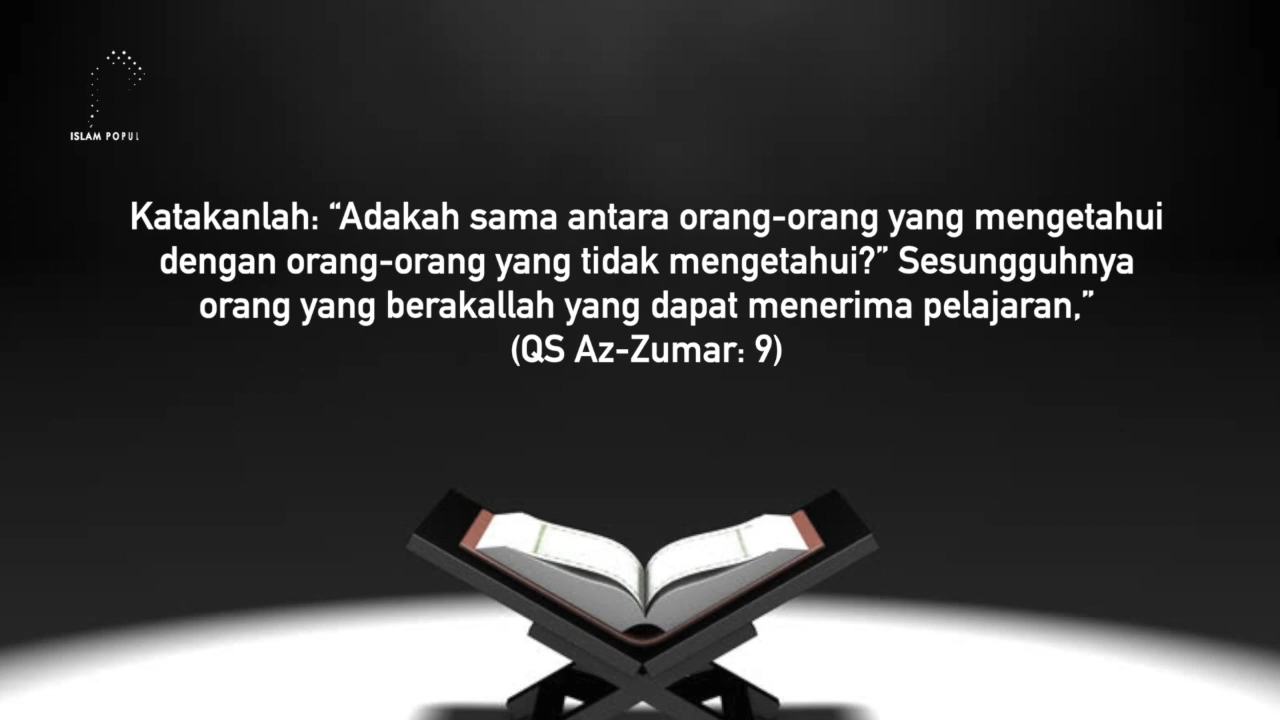 ISLAM POPUL
Katakanlah: “Adakah sama antara orang-orang yang mengetahui
dengan orang-orang yang tidak mengetahui?” Sesungguhnya
orang yang berakallah yang dapat menerima pelajaran,”
(QS Az-Zumar: 9)